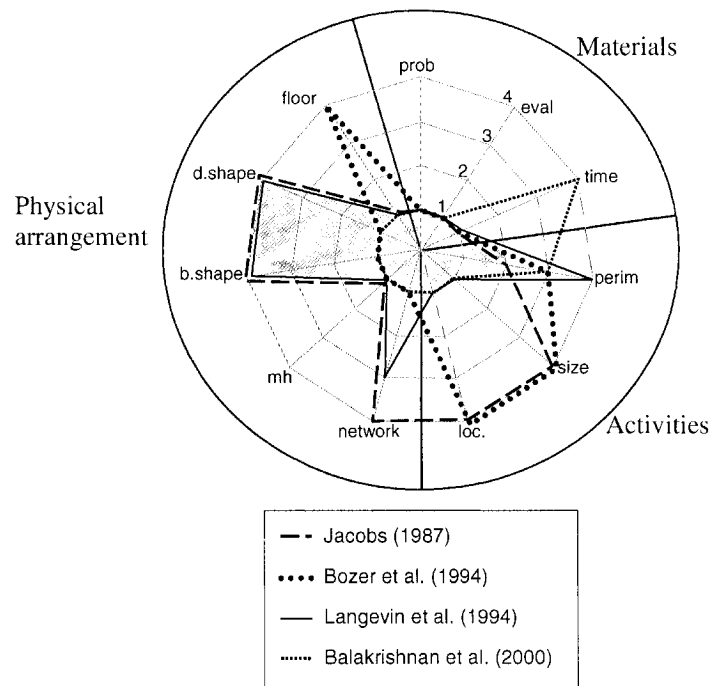 Materials
prob
floor
4
eval
3
d.shape
2
time
1
Physical
arrangement
b.shape
perim
mh
size
network
loc.
Activities
Jacobs (1987)
Bozer et al. (1994)
Langevin et al. (1994)
Balakrishnan et al. (2000)